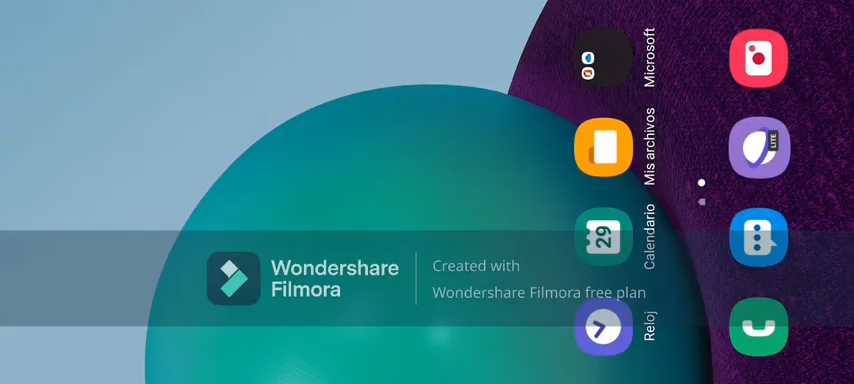 Microsoft
Mis archivos
Calendario
29
Reloj
LITE
Wondershare
Filmora
Created with
Wondershare Filmora free plan